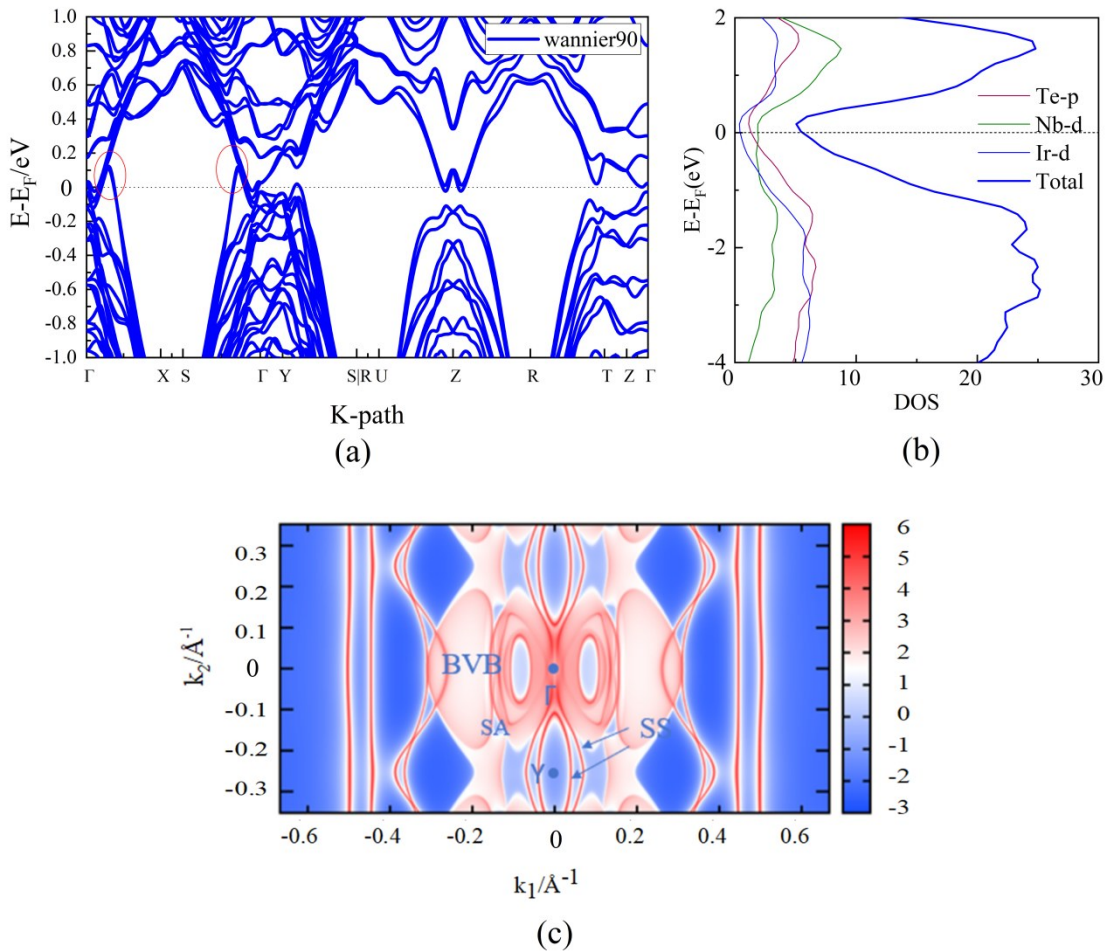 1.0
0.8
0.6
0.4
0.2
0
-0.2
-0.4
-0.6
-0.8
-1.0
E-E_F/eV
wannier90
Γ X S Γ Y S|R U Z R T Z Γ
K-path
(a)
2
0
-2
-4
E-E_F(eV)
Te-p
Nb-d
Ir-d
Total
0 10 20 30
DOS
(b)
0.3
0.2
0.1
0
-0.1
-0.2
-0.3
k_2/Å^-1
BVB
Γ
SA
SS
Y
-0.6 -0.4 -0.2 0 0.2 0.4 0.6
k_1/Å^-1
6
5
4
3
2
1
0
-1
-2
-3
(c)